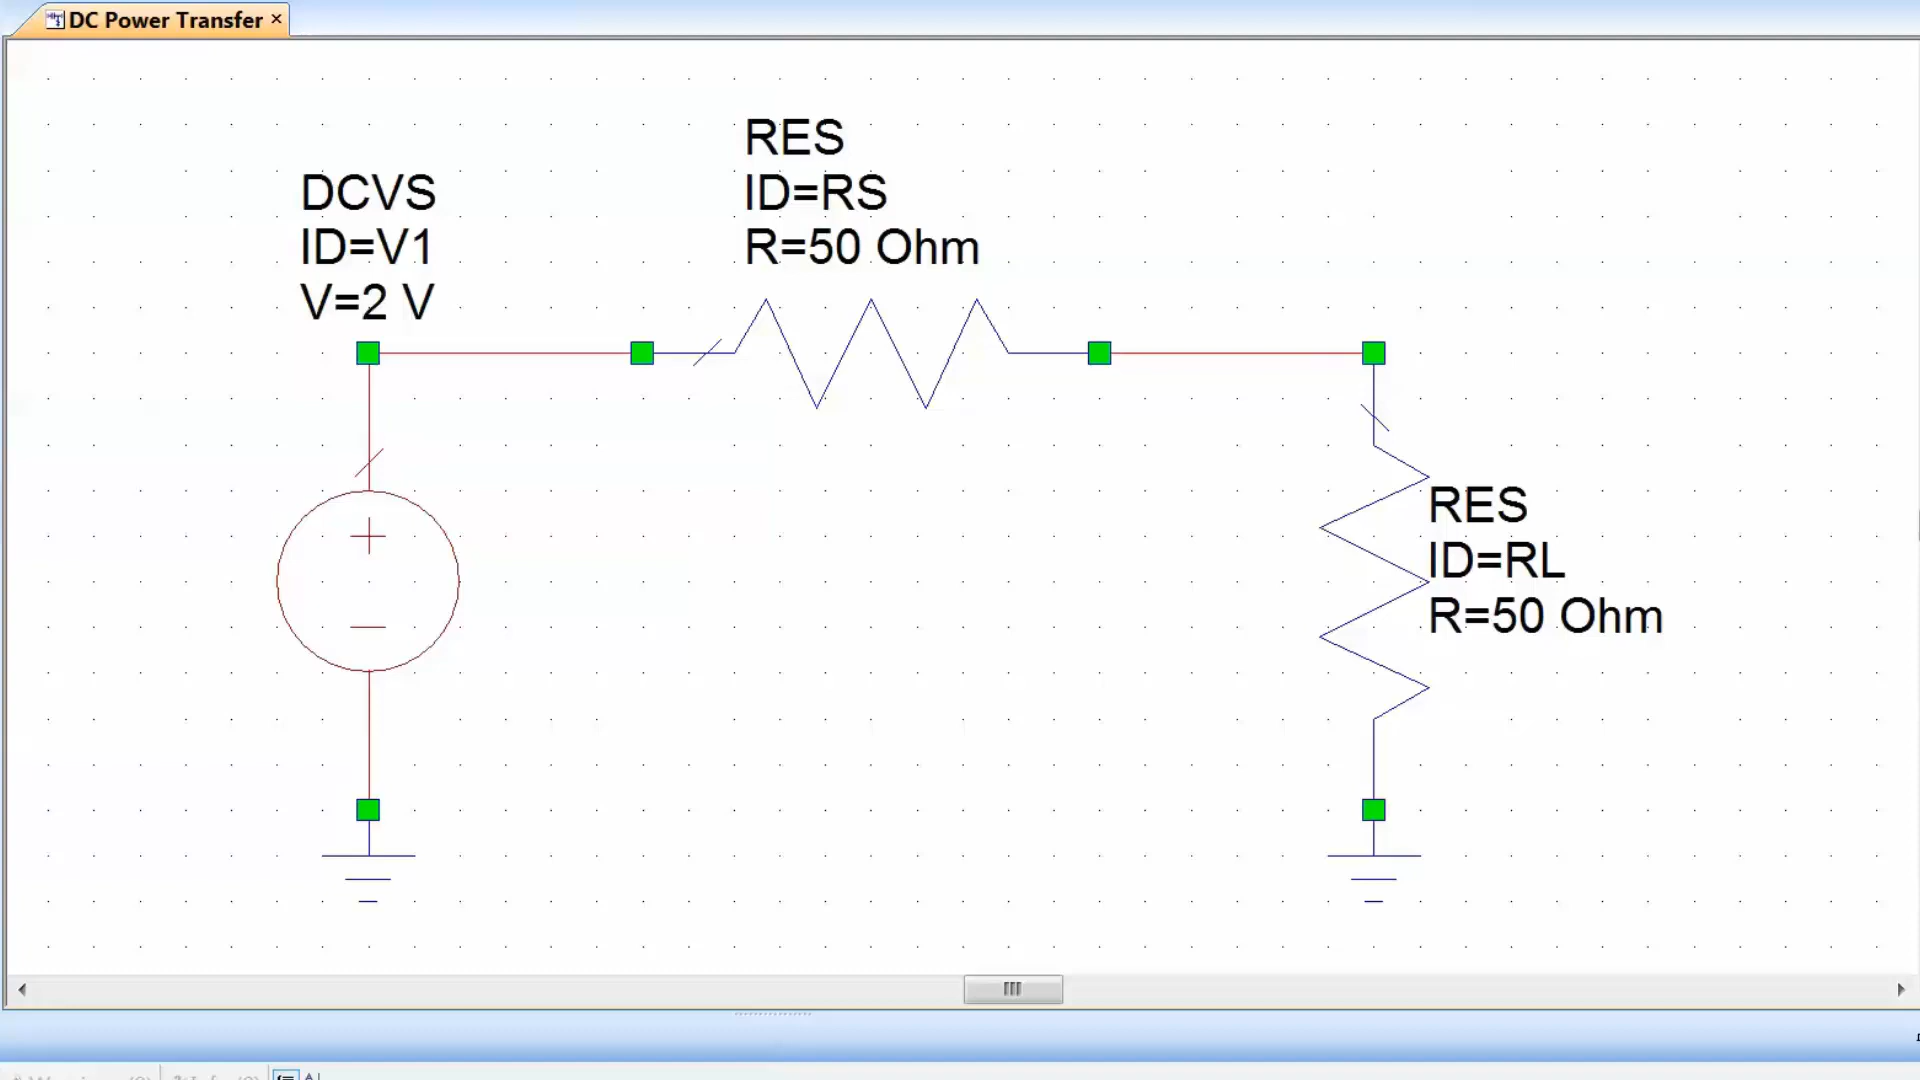 DC Power Transfer
DCVS
ID=V1
V=2 V
RES
ID=RS
R=50 Ohm
RES
ID=RL
R=50 Ohm